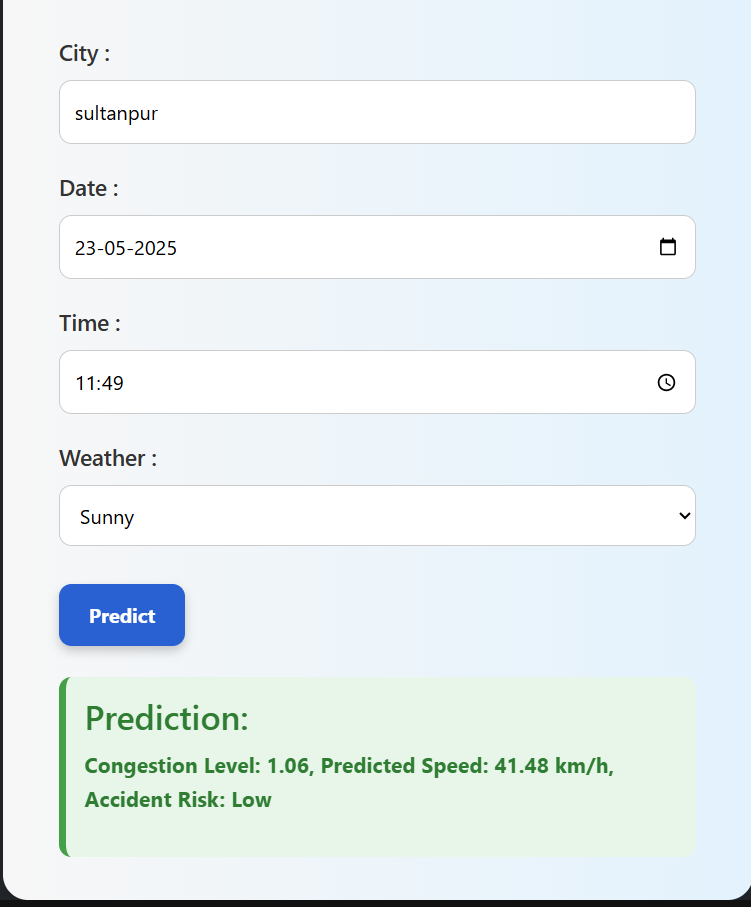 City :
sultanpur
Date :
23-05-2025
Time :
11:49
Weather :
Sunny
Predict
Prediction:
Congestion Level: 1.06, Predicted Speed: 41.48 km/h,
Accident Risk: Low